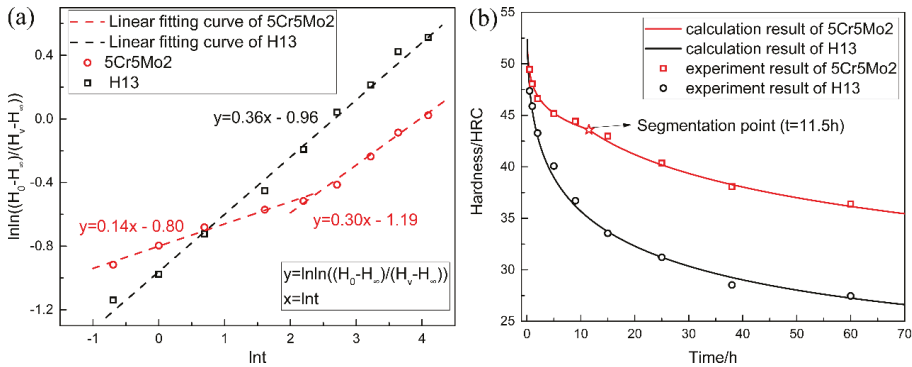 (a)
lnln((H₀-H∞)/(Hᵥ-H∞))
0.6
0.0
-0.6
-1.2
Linear fitting curve of 5Cr5Mo2
Linear fitting curve of H13
5Cr5Mo2
H13
y=0.36x - 0.96
y=0.14x - 0.80
y=0.30x - 1.19
y=lnln((H₀-H∞)/(Hᵥ-H∞))
x=lnt
-1 0 1 2 3 4
lnt
(b)
Hardness/HRC
55
50
45
40
35
30
25
calculation result of 5Cr5Mo2
calculation result of H13
experiment result of 5Cr5Mo2
experiment result of H13
Segmentation point (t=11.5h)
0 10 20 30 40 50 60 70
Time/h